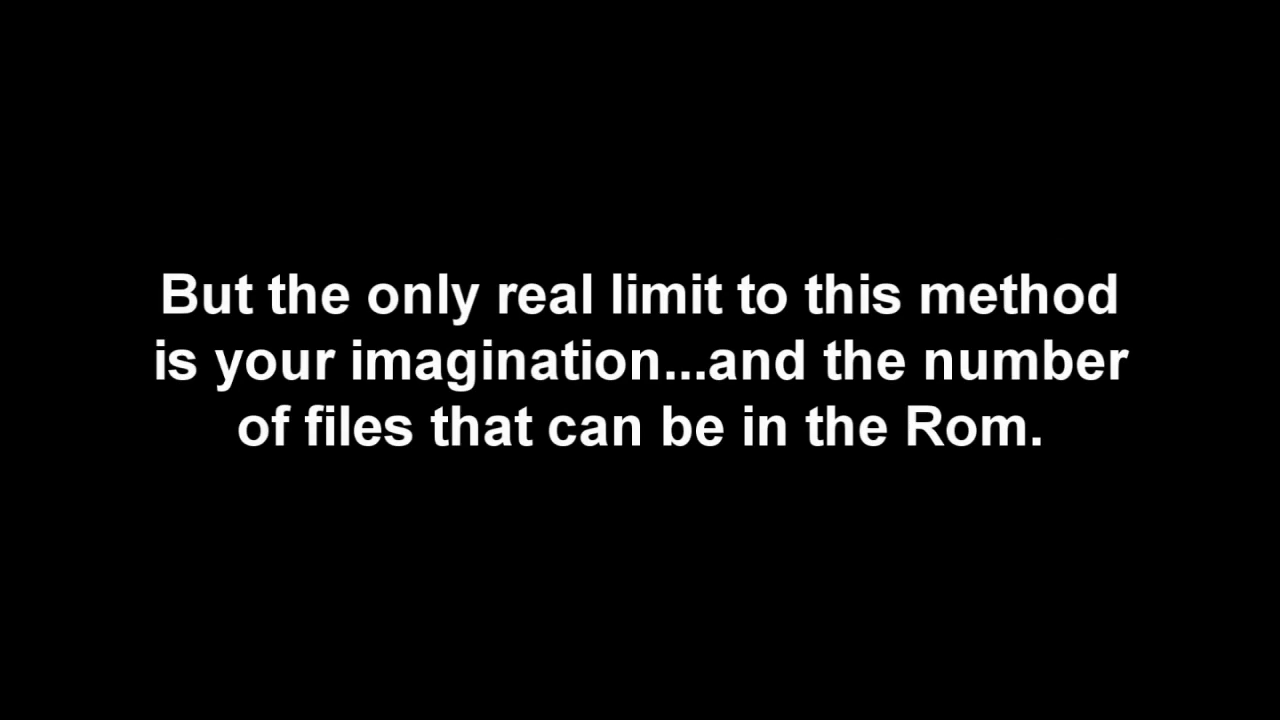 But the only real limit to this method
is your imagination...and the number
of files that can be in the Rom.